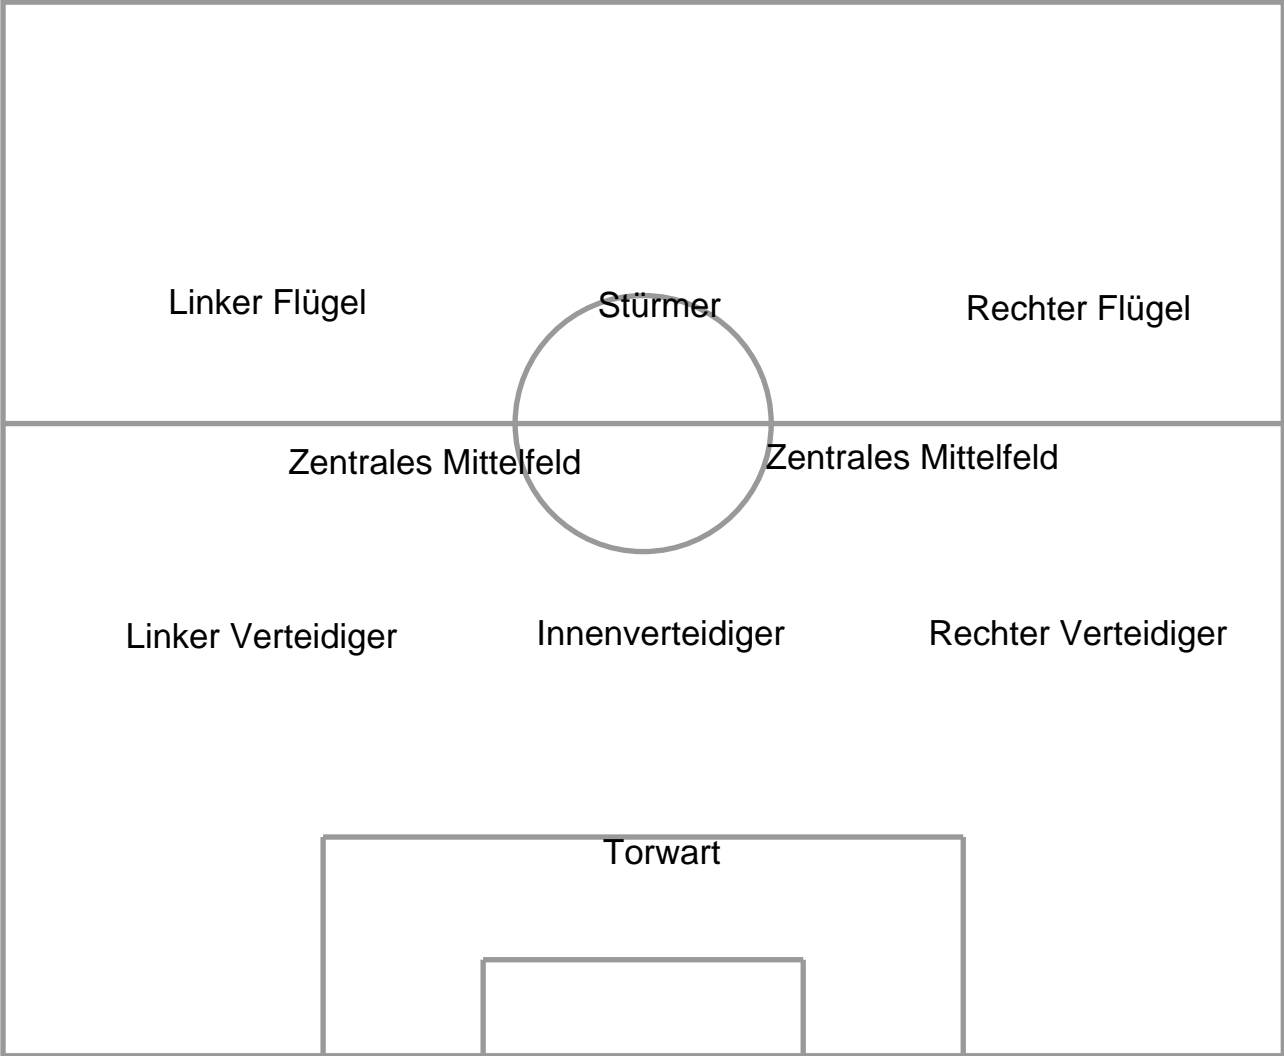 Linker Flügel
Stürmer
Rechter Flügel
Zentrales Mittelfeld
Zentrales Mittelfeld
Linker Verteidiger
Innenverteidiger
Rechter Verteidiger
Torwart